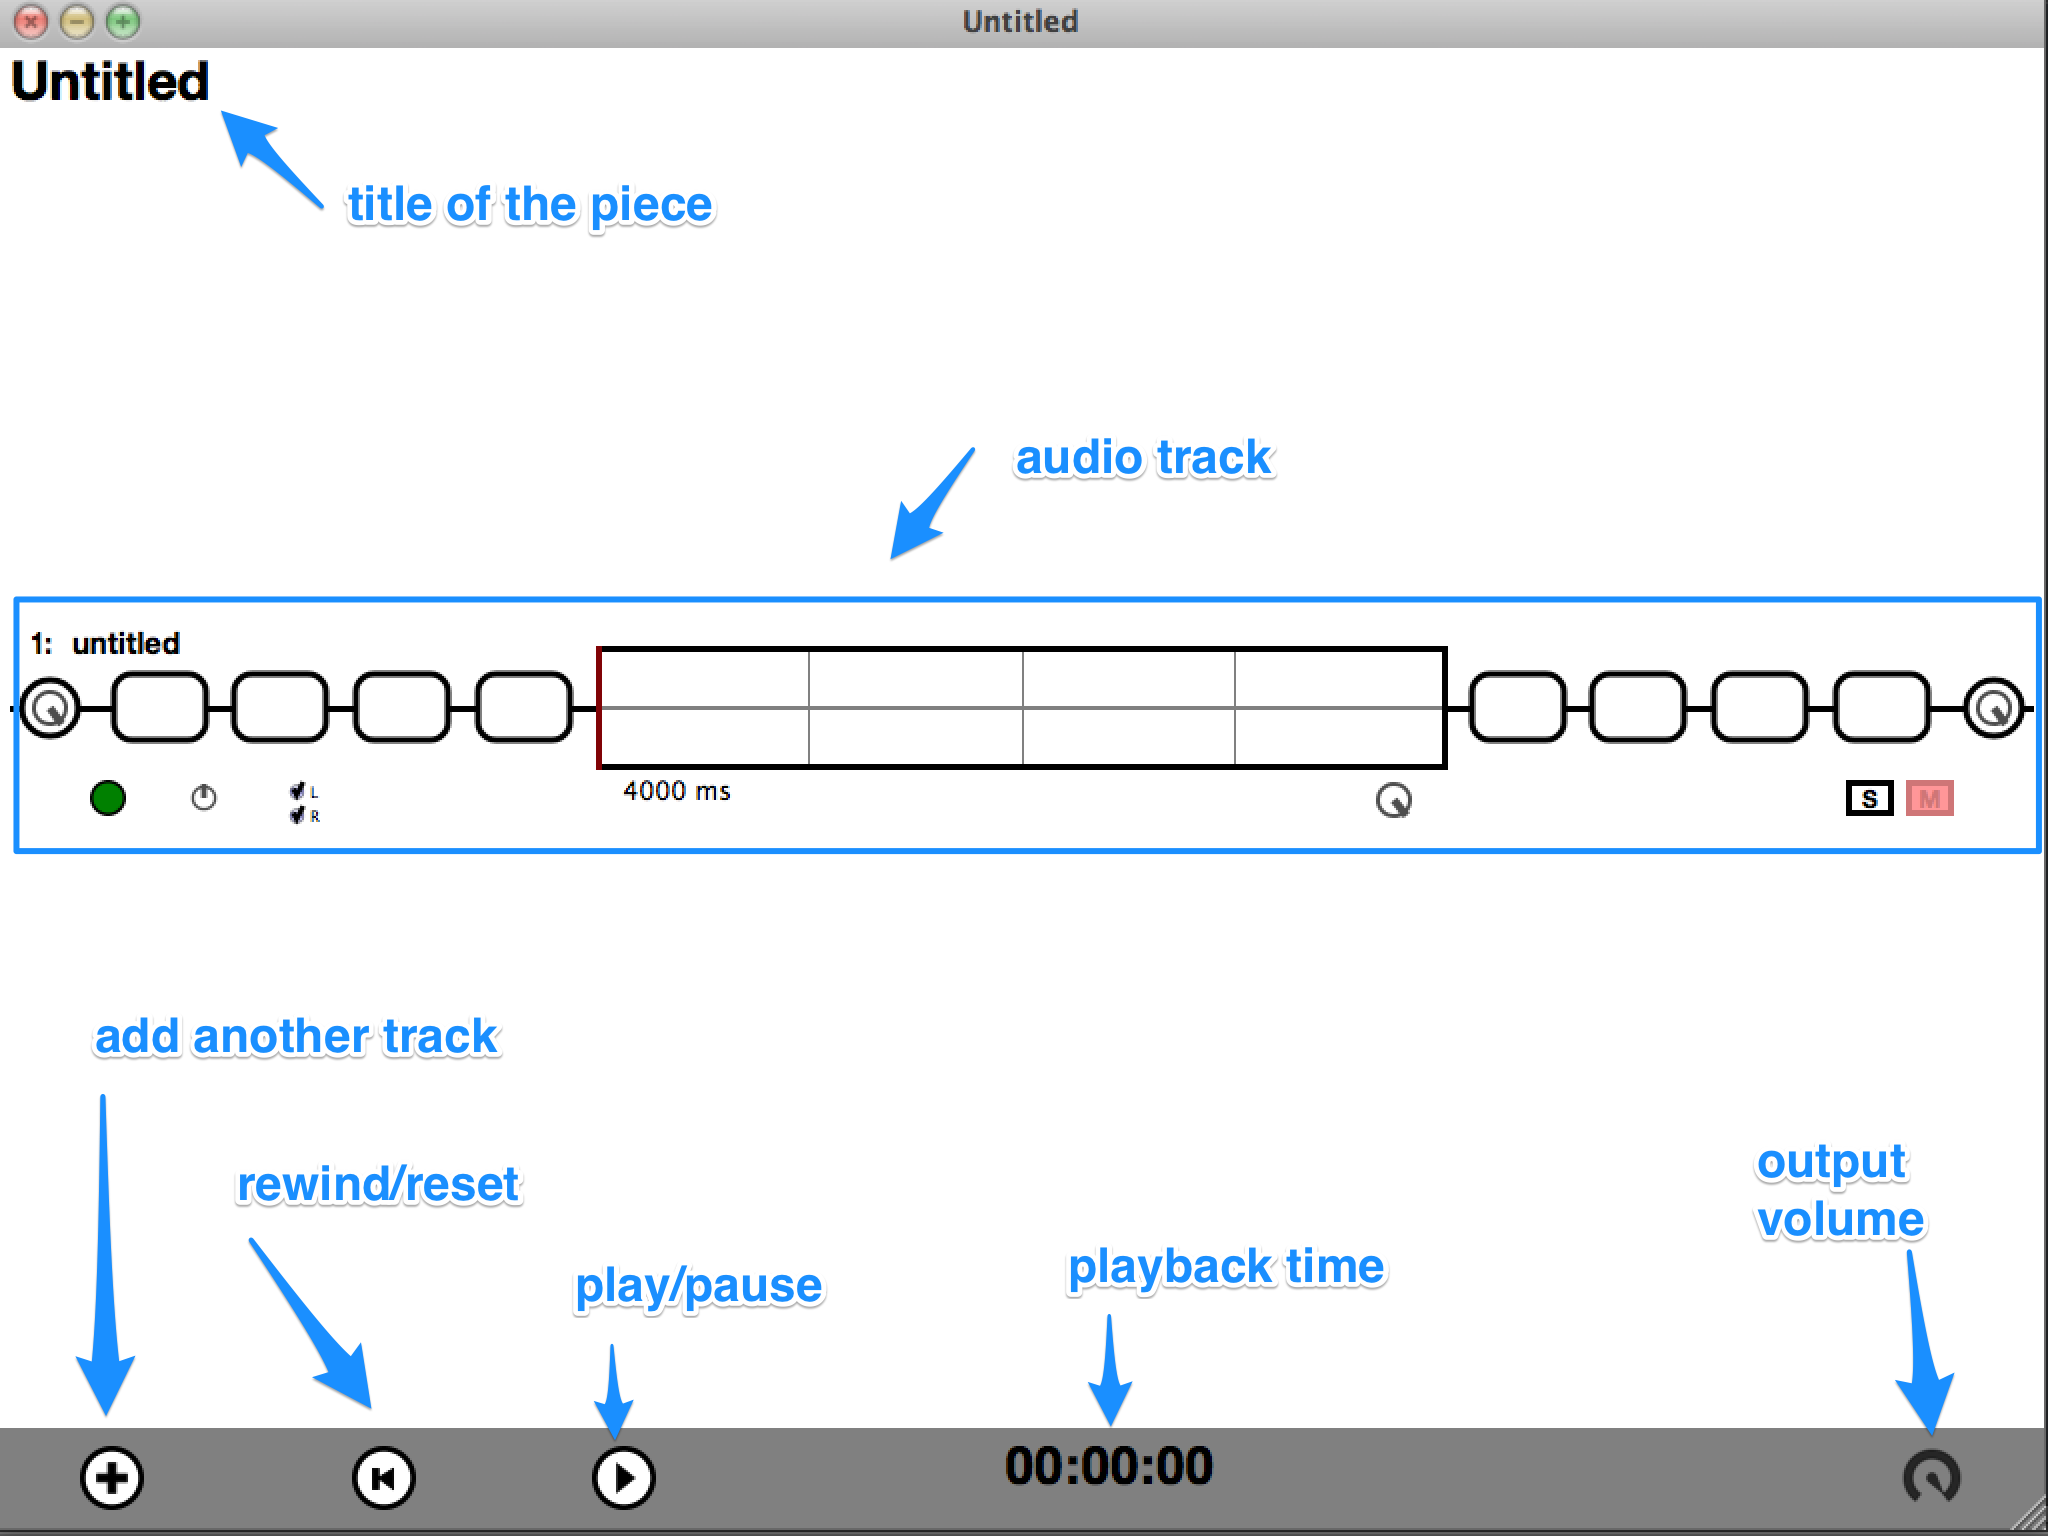 Untitled
Untitled
title of the piece
audio track
1: untitled
L
R
4000 ms
S
M
add another track
rewind/reset
play/pause
playback time
output
volume
00:00:00